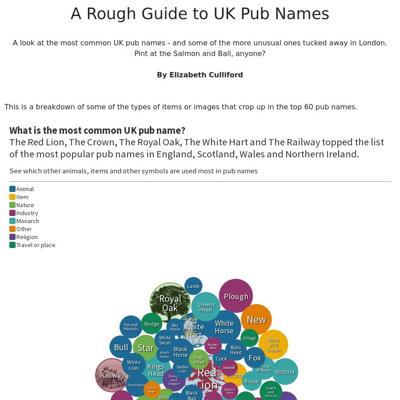 A Rough Guide to UK Pub Names
A look at the most common UK pub names - and some of the more unusual ones tucked away in London.
Pint at the Salmon and Ball, anyone?
By Elizabeth Culliford
This is a breakdown of some of the types of items or images that crop up in the top 60 pub names.
What is the most common UK pub name?
The Red Lion, The Crown, The Royal Oak, The White Hart and The Railway topped the list
of the most popular pub names in England, Scotland, Wales and Northern Ireland.
See which other animals, items and other symbols are used most in pub names
Animal
Item
Nature
Industry
Monarch
Other
Religion
Travel or place
Lamb
Royal
Oak
Queens
Head
Plough
Bridge
White
Hart
White
Horse
New
Bull
Star
White
Swan
Black
Horse
Bulls
Head
Village
White
Lion
Kings
Head
Cock
Fox
Railway
Red
Lion
Royal
Victoria
Black
Bull